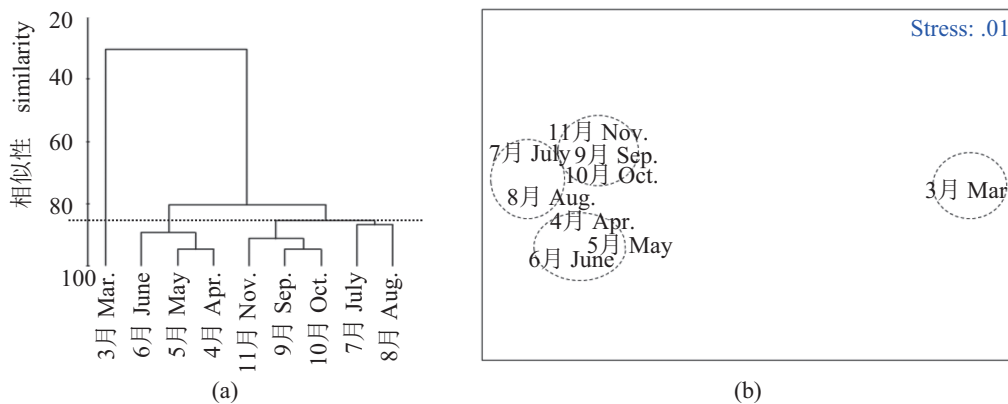 20
40
60
80
100
相似性 similarity
3月 Mar.
6月 June
5月 May
4月 Apr.
11月 Nov.
9月 Sep.
10月 Oct.
7月 July
8月 Aug.
(a)
Stress: .01
11月 Nov.
7月 July
9月 Sep.
10月 Oct.
3月 Mar
8月 Aug.
4月 Apr.
5月 May
6月 June
(b)